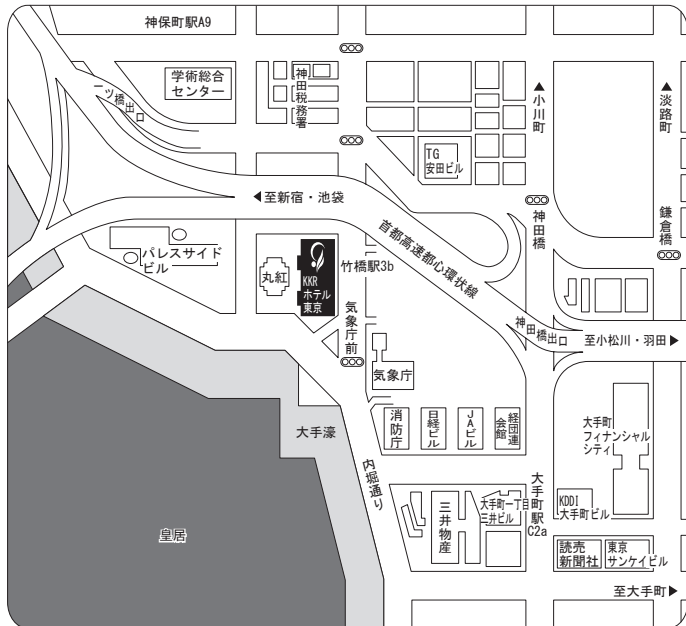 神保町駅A9
学術総合
センター
神田税務署
一ツ橋出口
▲小川町
▲淡路町
TG
安田ビル
◀至新宿・池袋
首都高速都心環状線
神田橋
鎌倉橋
パレスサイド
ビル
丸紅
KKR
ホテル
東京
竹橋駅3b
気象庁前
神田橋出口
至小松川・羽田▶
気象庁
大手濠
消防庁
日経ビル
JAビル
経団連
会館
大手町
フィナンシャル
シティ
内堀通り
三井物産
大手町一丁目
三井ビル
大手町駅
C2a
KDDI
大手町ビル
皇居
読売
新聞社
東京
サンケイビル
至大手町▶